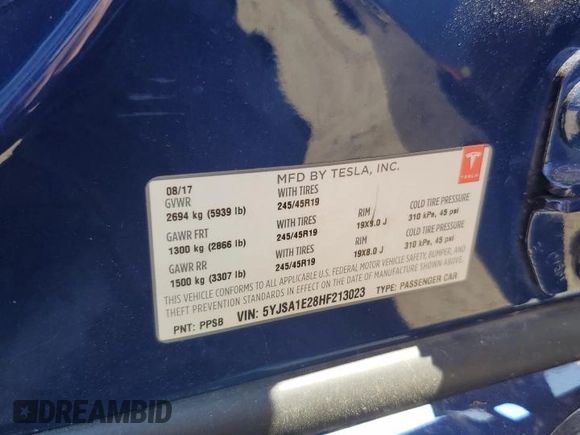 MFD BY TESLA, INC.
TESLA
08/17
GVWR WITH TIRES
2694 kg (5939 lb) 245/45R19 RIM COLD TIRE PRESSURE
GAWR FRT WITH TIRES 19X8.0 J 310 kPa, 45 psi
1300 kg (2866 lb) 245/45R19 RIM COLD TIRE PRESSURE
GAWR RR WITH TIRES 19X8.0 J 310 kPa, 45 psi
1500 kg (3307 lb) 245/45R19
THIS VEHICLE CONFORMS TO ALL APPLICABLE U.S. FEDERAL MOTOR VEHICLE SAFETY, BUMPER, AND
THEFT PREVENTION STANDARDS IN EFFECT ON THE DATE OF MANUFACTURE SHOWN ABOVE.
PNT: PPSB VIN: 5YJSA1E28HF213023 TYPE: PASSENGER CAR
DREAMBID